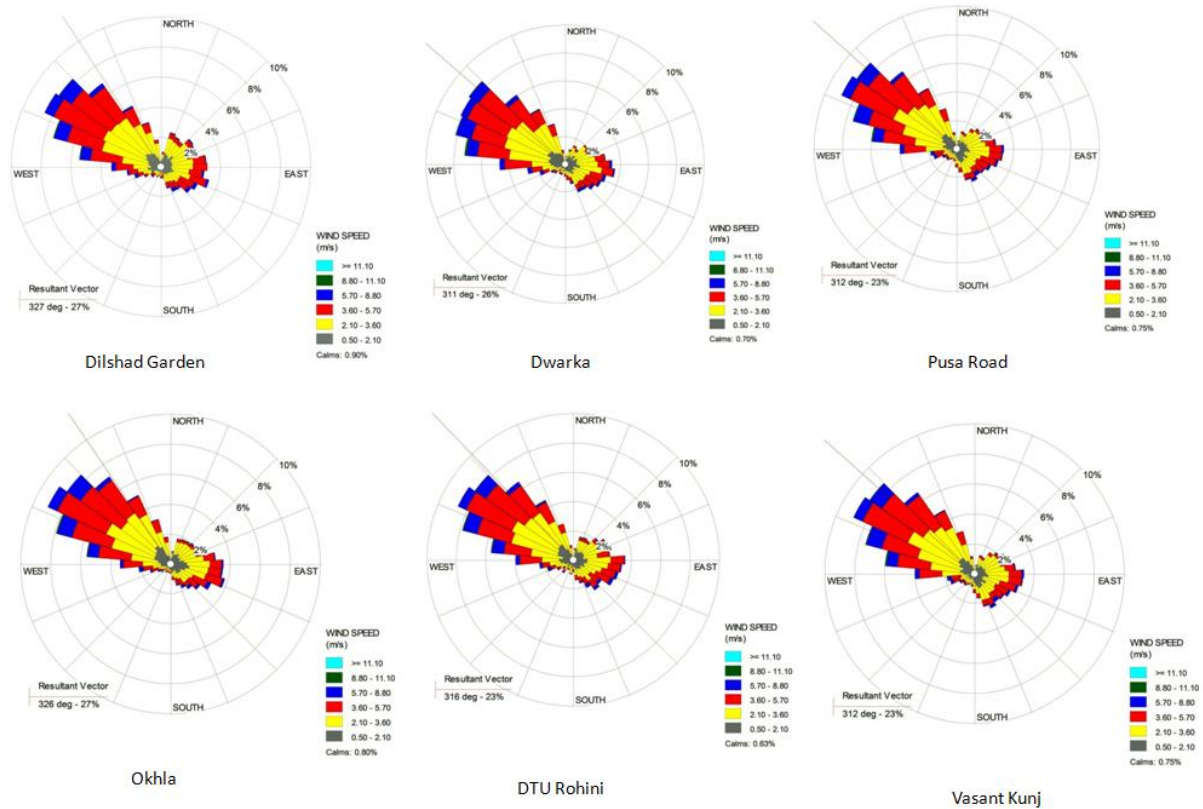 NORTH
10%
8%
6%
4%
2%
WEST
EAST
SOUTH
WIND SPEED
(m/s)
>= 11.10
8.80 - 11.10
5.70 - 8.80
3.60 - 5.70
2.10 - 3.60
0.50 - 2.10
Calms: 0.90%
Resultant Vector
327 deg - 27%
Dilshad Garden
NORTH
10%
8%
6%
4%
2%
WEST
EAST
SOUTH
WIND SPEED
(m/s)
>= 11.10
8.80 - 11.10
5.70 - 8.80
3.60 - 5.70
2.10 - 3.60
0.50 - 2.10
Calms: 0.70%
Resultant Vector
311 deg - 26%
Dwarka
NORTH
10%
8%
6%
4%
2%
WEST
EAST
SOUTH
WIND SPEED
(m/s)
>= 11.10
8.80 - 11.10
5.70 - 8.80
3.60 - 5.70
2.10 - 3.60
0.50 - 2.10
Calms: 0.75%
Resultant Vector
312 deg - 23%
Pusa Road
NORTH
10%
8%
6%
4%
2%
WEST
EAST
SOUTH
WIND SPEED
(m/s)
>= 11.10
8.80 - 11.10
5.70 - 8.80
3.60 - 5.70
2.10 - 3.60
0.50 - 2.10
Calms: 0.80%
Resultant Vector
326 deg - 27%
Okhla
NORTH
10%
8%
6%
4%
2%
WEST
EAST
SOUTH
WIND SPEED
(m/s)
>= 11.10
8.80 - 11.10
5.70 - 8.80
3.60 - 5.70
2.10 - 3.60
0.50 - 2.10
Calms: 0.63%
Resultant Vector
316 deg - 23%
DTU Rohini
NORTH
10%
8%
6%
4%
2%
WEST
EAST
SOUTH
WIND SPEED
(m/s)
>= 11.10
8.80 - 11.10
5.70 - 8.80
3.60 - 5.70
2.10 - 3.60
0.50 - 2.10
Calms: 0.75%
Resultant Vector
312 deg - 23%
Vasant Kunj